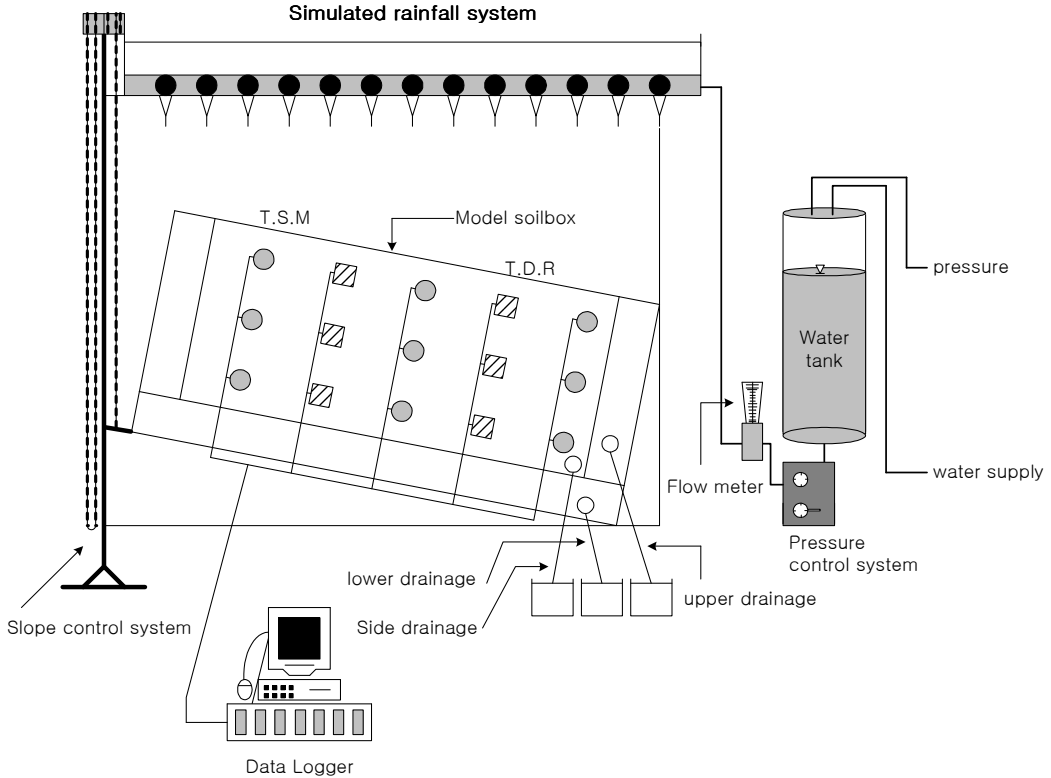 Simulated rainfall system
T.S.M
Model soilbox
T.D.R
pressure
Water
tank
water supply
Flow meter
Pressure
control system
lower drainage
upper drainage
Side drainage
Slope control system
Data Logger